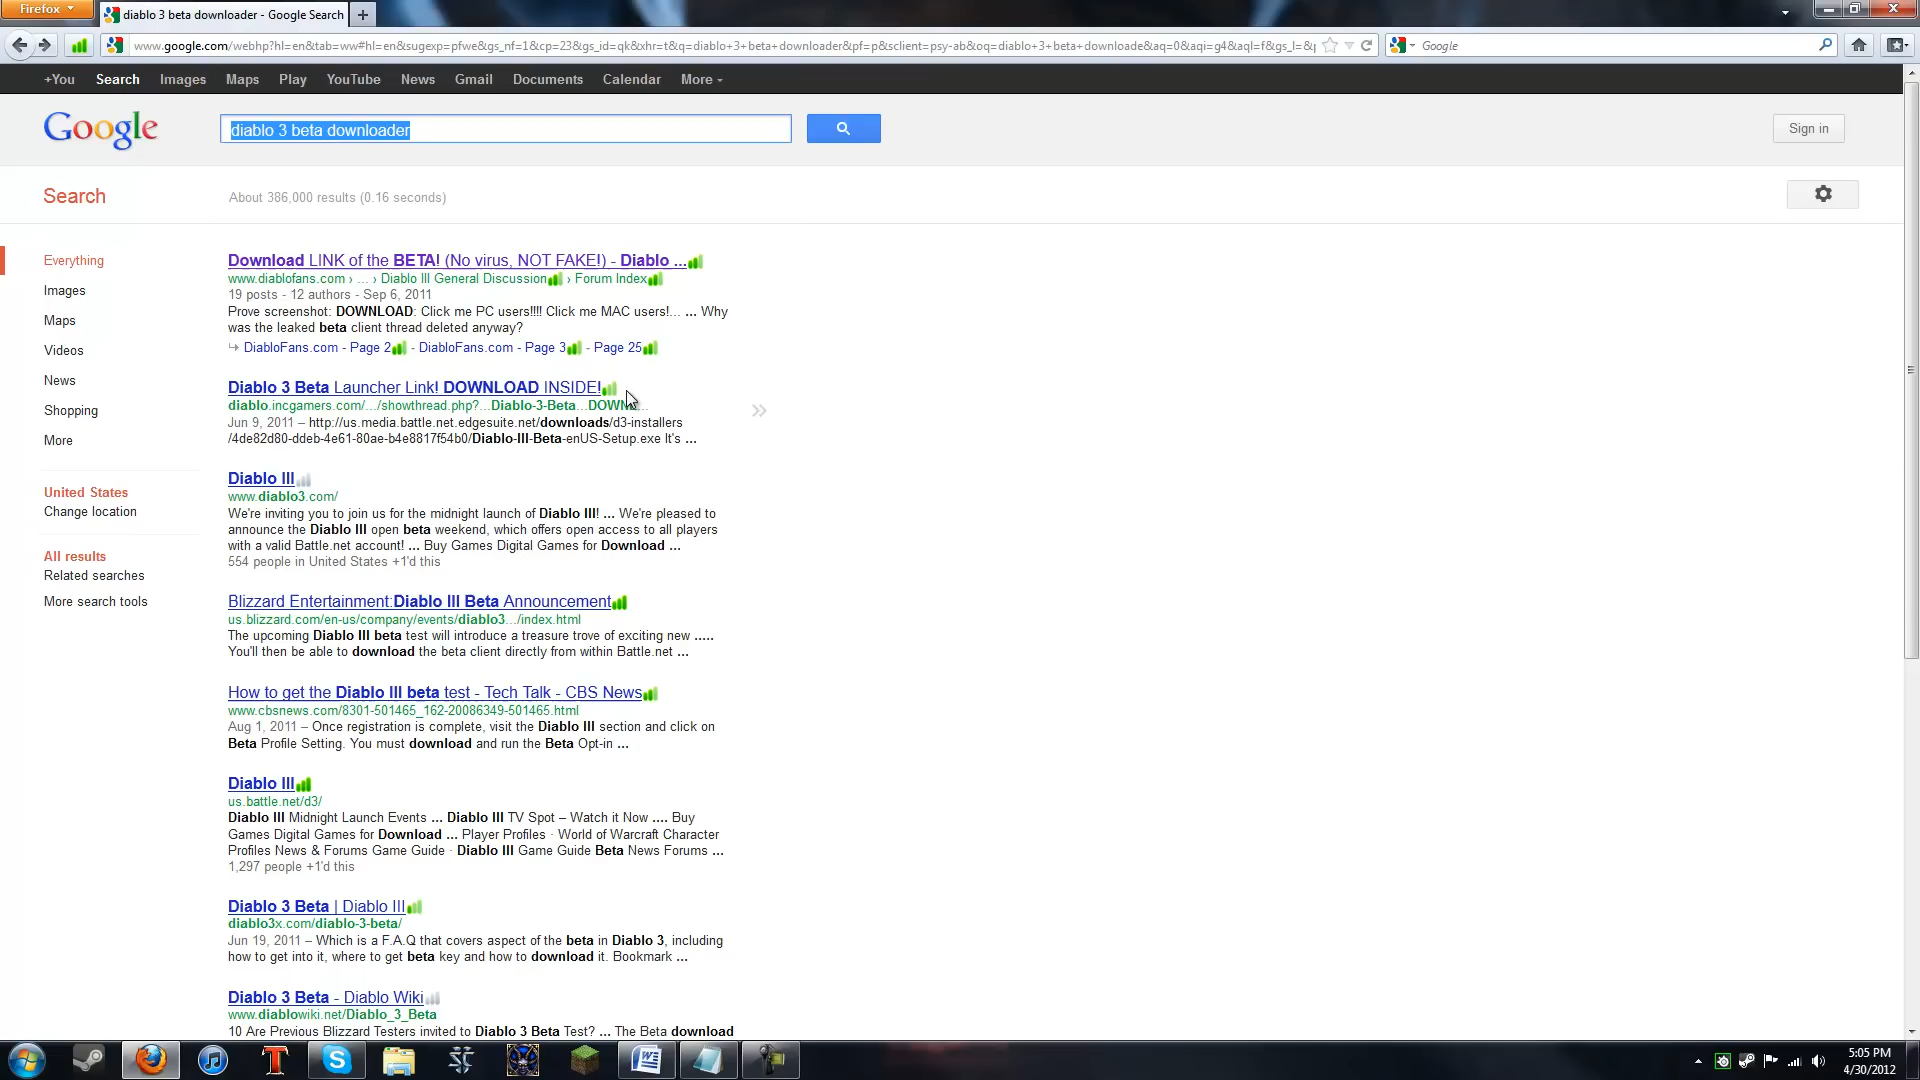 Firefox
diablo 3 beta downloader - Google Search
www.google.com/webhp?hl=en&tab=ww#hl=en&sugexp=pfwe&gs_nf=1&cp=23&gs_id=qk&xhr=t&q=diablo+3+beta+downloader&pf=p&sclient=psy-ab&oq=diablo+3+beta+downloade&aq=0&aqi=g4&aql=f&gs_l=&
Google
+You Search Images Maps Play YouTube News Gmail Documents Calendar More
Google
diablo 3 beta downloader
Sign in
Search
About 386,000 results (0.16 seconds)
Everything
Images
Maps
Videos
News
Shopping
More
United States
Change location
All results
Related searches
More search tools
Download LINK of the BETA! (No virus, NOT FAKE!) - Diablo ...
www.diablofans.com › ... › Diablo III General Discussion › Forum Index
19 posts - 12 authors - Sep 6, 2011
Prove screenshot: DOWNLOAD: Click me PC users!!!! Click me MAC users!... ... Why
was the leaked beta client thread deleted anyway?
DiabloFans.com - Page 2 - DiabloFans.com - Page 3 - Page 25
Diablo 3 Beta Launcher Link! DOWNLOAD INSIDE!
diablo.incgamers.com/.../showthread.php?...Diablo-3-Beta...
Jun 9, 2011 – http://us.media.battle.net.edgesuite.net/downloads/d3-installers
/4de82d80-ddeb-4e61-80ae-b4e8817f54b0/Diablo-III-Beta-enUS-Setup.exe It's ...
Diablo III
www.diablo3.com/
We're inviting you to join us for the midnight launch of Diablo III! ... We're pleased to
announce the Diablo III open beta weekend, which offers open access to all players
with a valid Battle.net account! ... Buy Games Digital Games for Download ...
554 people in United States +1'd this
Blizzard Entertainment:Diablo III Beta Announcement
us.blizzard.com/en-us/company/events/diablo3.../index.html
The upcoming Diablo III beta test will introduce a treasure trove of exciting new .....
You'll then be able to download the beta client directly from within Battle.net ...
How to get the Diablo III beta test - Tech Talk - CBS News
www.cbsnews.com/8301-501465_162-20086349-501465.html
Aug 1, 2011 – Once registration is complete, visit the Diablo III section and click on
Beta Profile Setting. You must download and run the Beta Opt-in ...
Diablo III
us.battle.net/d3/
Diablo III Midnight Launch Events ... Diablo III TV Spot – Watch it Now .... Buy
Games Digital Games for Download ... Player Profiles · World of Warcraft Character
Profiles News & Forums Game Guide · Diablo III Game Guide Beta News Forums ...
1,297 people +1'd this
Diablo 3 Beta | Diablo III
diablo3x.com/diablo-3-beta/
Jun 19, 2011 – Which is a F.A.Q that covers aspect of the beta in Diablo 3, including
how to get into it, where to get beta key and how to download it. Bookmark ...
Diablo 3 Beta - Diablo Wiki
www.diablowiki.net/Diablo_3_Beta
10 Are Previous Blizzard Testers invited to Diablo 3 Beta Test? ... The Beta download
5:05 PM
4/30/2012